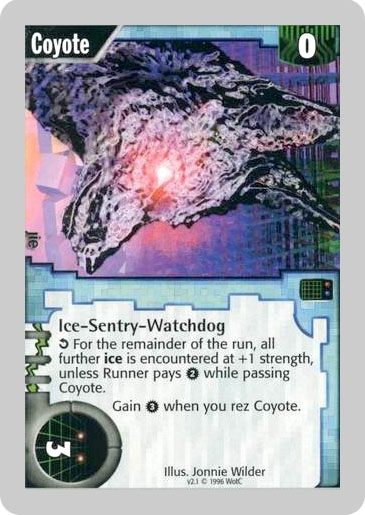 Coyote
0
Ice-Sentry-Watchdog
For the remainder of the run, all
further ice is encountered at +1 strength,
unless Runner pays 2 while passing
Coyote.
Gain 3 when you rez Coyote.
3
Illus. Jonnie Wilder
v2.1 © 1996 WotC